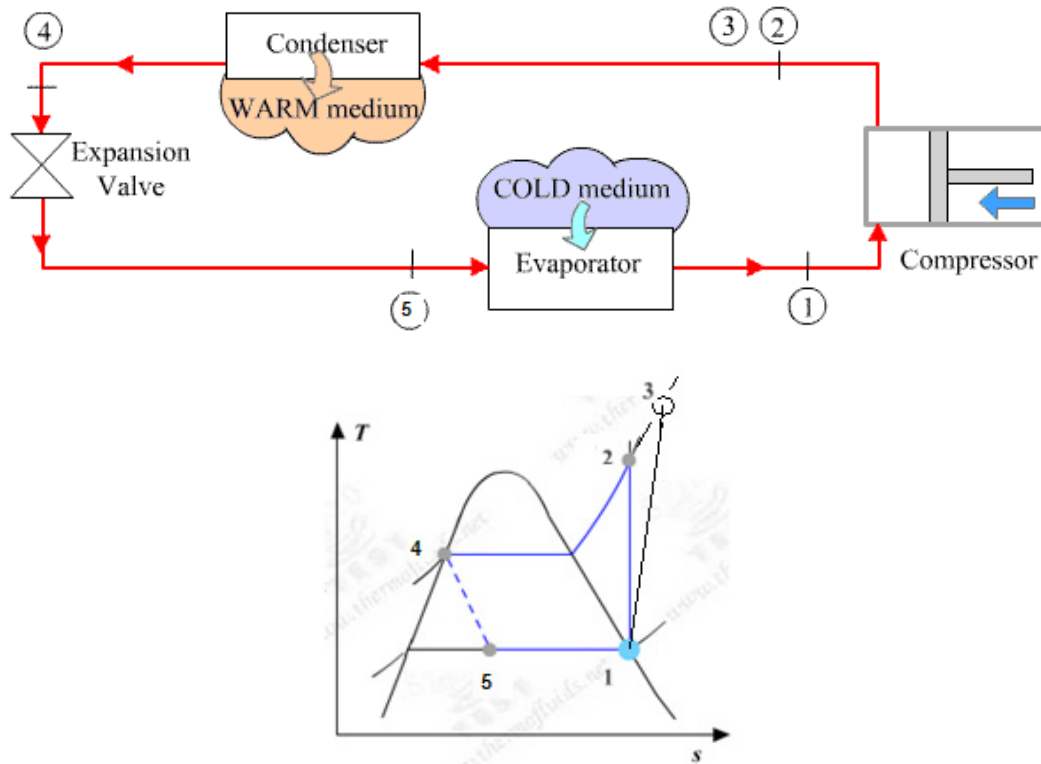 4
3 2
Condenser
WARM medium
Expansion
Valve
COLD medium
Evaporator
Compressor
5
1
3
T
2
4
5
1
s